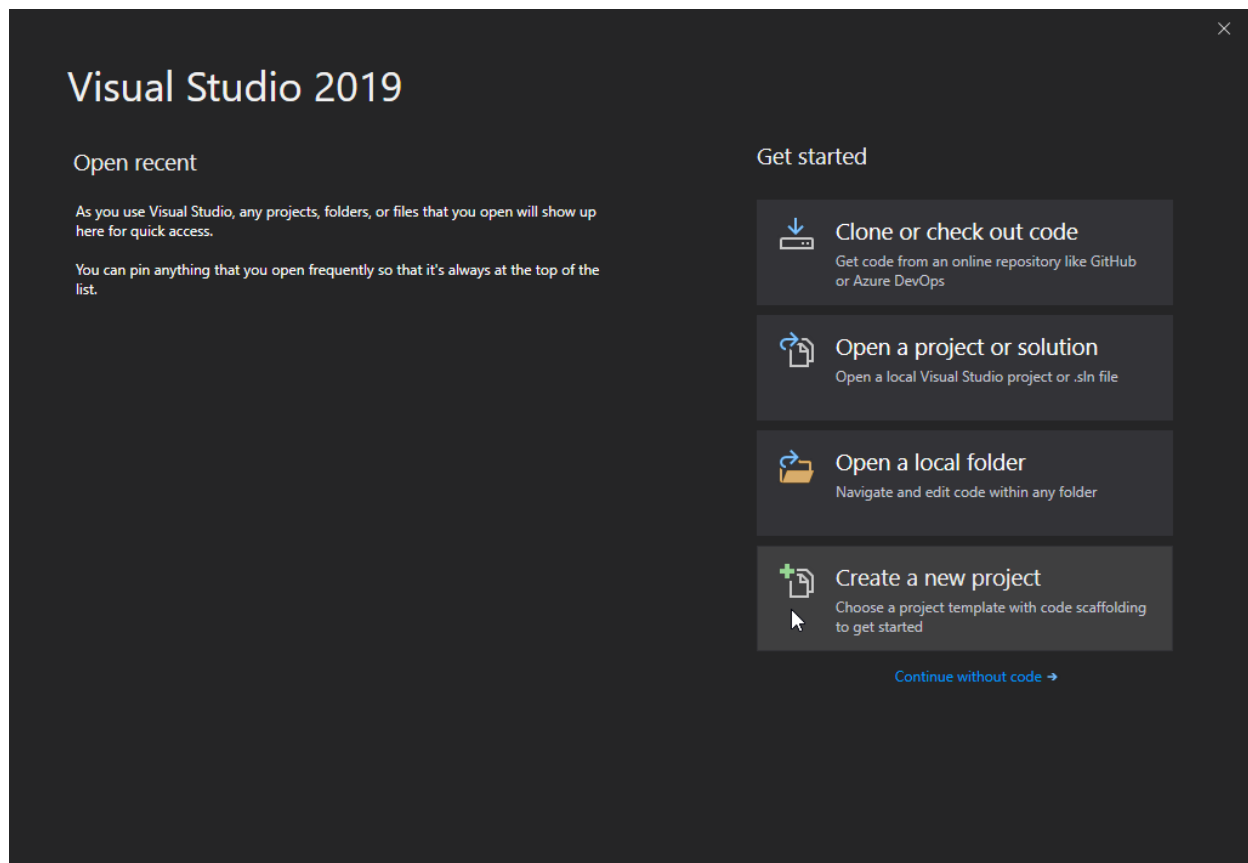 Visual Studio 2019
Open recent
As you use Visual Studio, any projects, folders, or files that you open will show up
here for quick access.
You can pin anything that you open frequently so that it's always at the top of the
list.
Get started
Clone or check out code
Get code from an online repository like GitHub
or Azure DevOps
Open a project or solution
Open a local Visual Studio project or .sln file
Open a local folder
Navigate and edit code within any folder
Create a new project
Choose a project template with code scaffolding
to get started
Continue without code